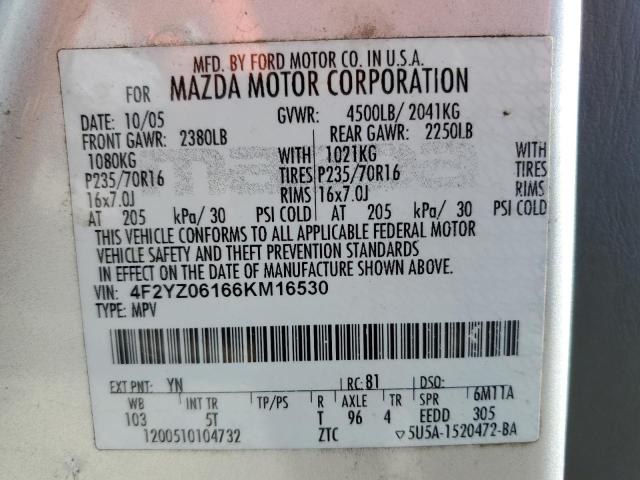 MFD. BY FORD MOTOR CO. IN U.S.A.
FOR MAZDA MOTOR CORPORATION
DATE: 10/05 GVWR: 4500LB/ 2041KG
FRONT GAWR: 2380LB REAR GAWR: 2250LB
1080KG WITH 1021KG WITH
P235/70R16 TIRES P235/70R16 TIRES
16x7.0J RIMS 16x7.0J RIMS
AT 205 kPa/ 30 PSI COLD AT 205 kPa/ 30 PSI COLD
THIS VEHICLE CONFORMS TO ALL APPLICABLE FEDERAL MOTOR
VEHICLE SAFETY AND THEFT PREVENTION STANDARDS
IN EFFECT ON THE DATE OF MANUFACTURE SHOWN ABOVE.
VIN: 4F2YZ06166KM16530
TYPE: MPV
EXT PNT: YN RC: 81 DSO:
WB INT TR TP/PS R AXLE TR SPR 6M11A
103 5T T 96 4 EEDD 305
1200510104732 ZTC ▽5U5A-1520472-BA